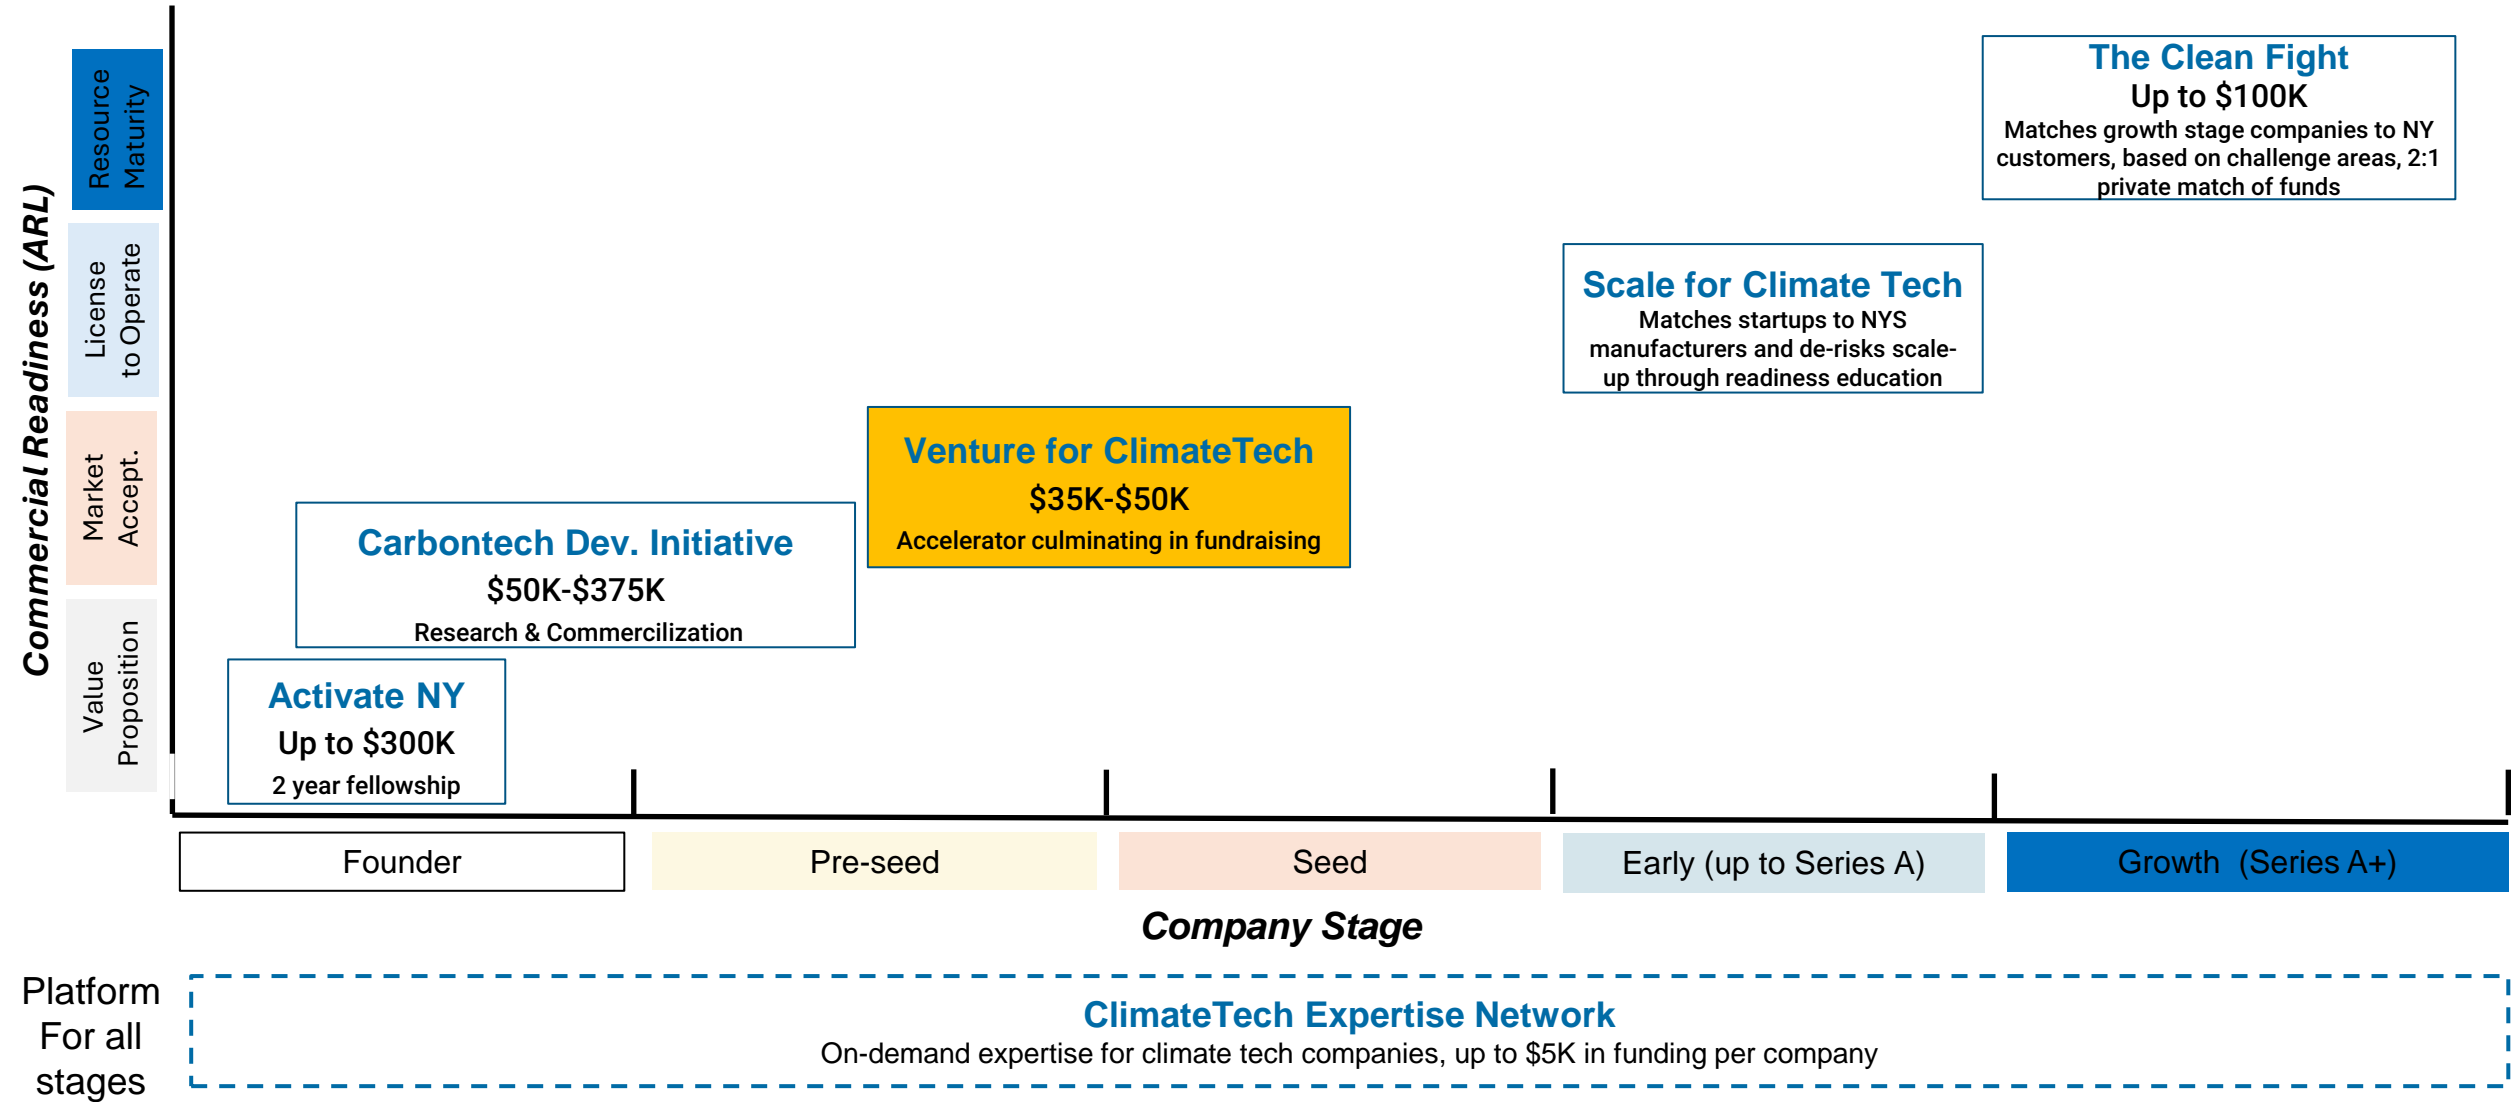 Commercial Readiness (ARL)
Resource
Maturity
License
to Operate
Market
Accept.
Value
Proposition
The Clean Fight
Up to $100K
Matches growth stage companies to NY
customers, based on challenge areas, 2:1
private match of funds
Scale for Climate Tech
Matches startups to NYS
manufacturers and de-risks scale-
up through readiness education
Venture for ClimateTech
$35K-$50K
Accelerator culminating in fundraising
Carbontech Dev. Initiative
$50K-$375K
Research & Commercilization
Activate NY
Up to $300K
2 year fellowship
Founder
Pre-seed
Seed
Early (up to Series A)
Growth (Series A+)
Company Stage
Platform
For all
stages
ClimateTech Expertise Network
On-demand expertise for climate tech companies, up to $5K in funding per company